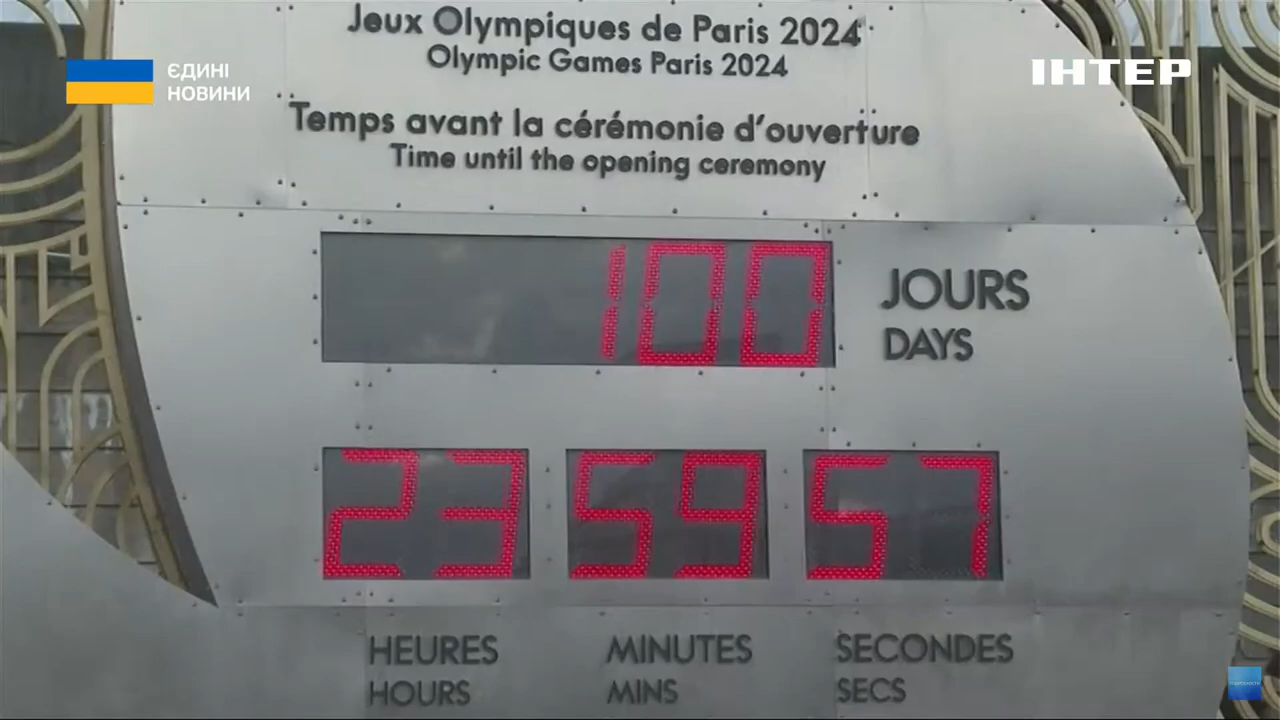 Jeux Olympiques de Paris 2024
Olympic Games Paris 2024
ЄДИНІ
НОВИНИ
ІНТЕР
Temps avant la cérémonie d'ouverture
Time until the opening ceremony
100
JOURS
DAYS
23 59 57
HEURES MINUTES SECONDES
HOURS MINS SECS